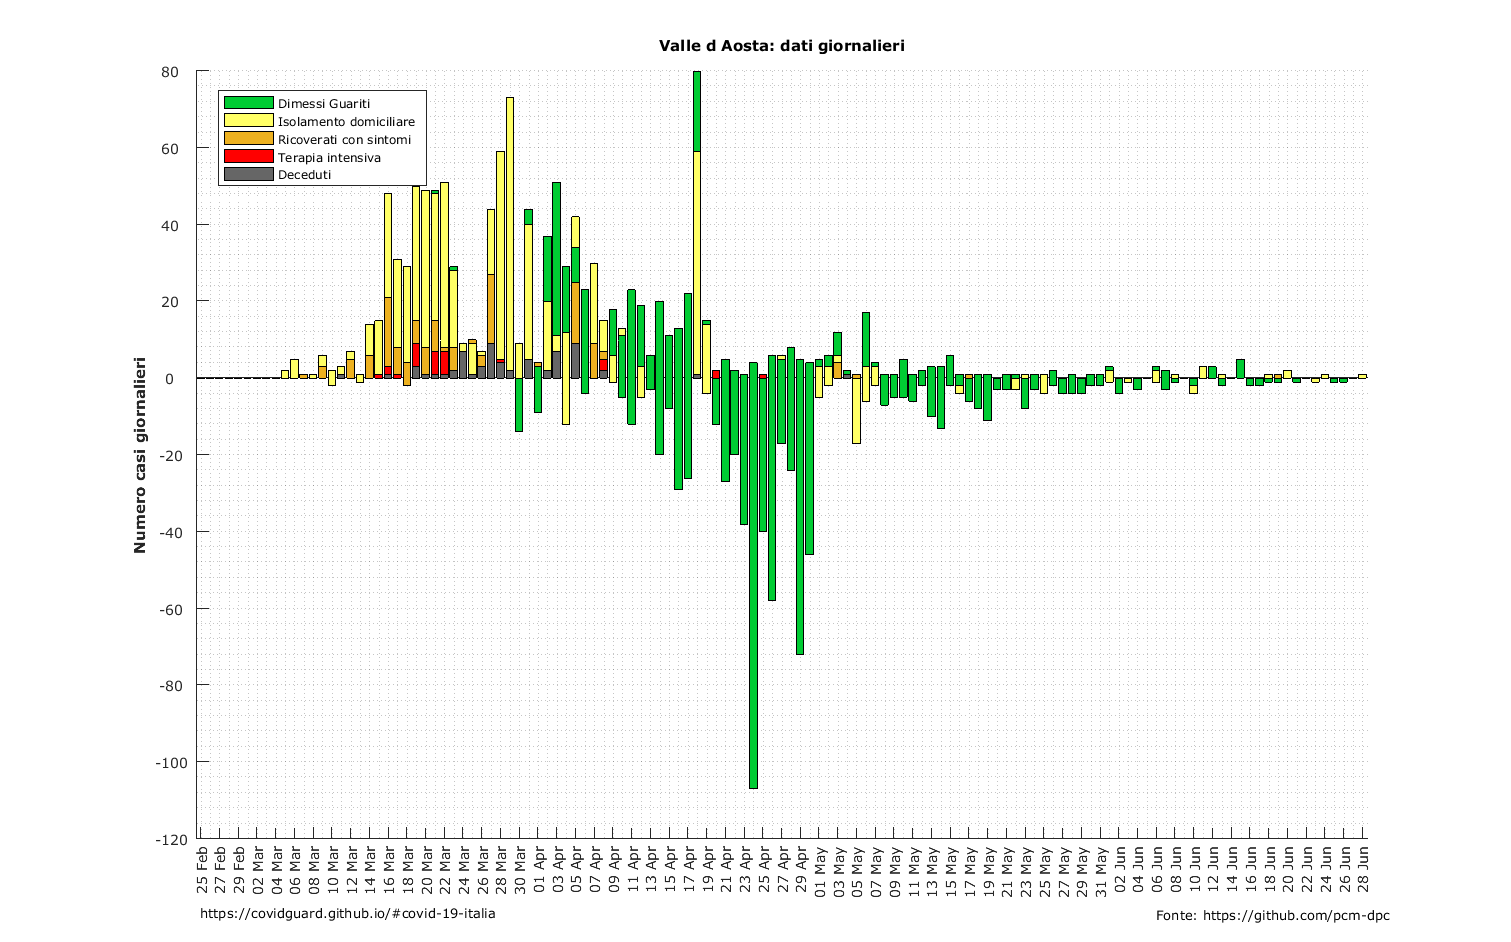 Valle d Aosta: dati giornalieri
80
60
40
20
0
-20
-40
-60
-80
-100
-120
Numero casi giornalieri
Dimessi Guariti
Isolamento domiciliare
Ricoverati con sintomi
Terapia intensiva
Deceduti
25 Feb
27 Feb
29 Feb
02 Mar
04 Mar
06 Mar
08 Mar
10 Mar
12 Mar
14 Mar
16 Mar
18 Mar
20 Mar
22 Mar
24 Mar
26 Mar
28 Mar
30 Mar
01 Apr
03 Apr
05 Apr
07 Apr
09 Apr
11 Apr
13 Apr
15 Apr
17 Apr
19 Apr
21 Apr
23 Apr
25 Apr
27 Apr
29 Apr
01 May
03 May
05 May
07 May
09 May
11 May
13 May
15 May
17 May
19 May
21 May
23 May
25 May
27 May
29 May
31 May
02 Jun
04 Jun
06 Jun
08 Jun
10 Jun
12 Jun
14 Jun
16 Jun
18 Jun
20 Jun
22 Jun
24 Jun
26 Jun
28 Jun
https://covidguard.github.io/#covid-19-italia
Fonte: https://github.com/pcm-dpc